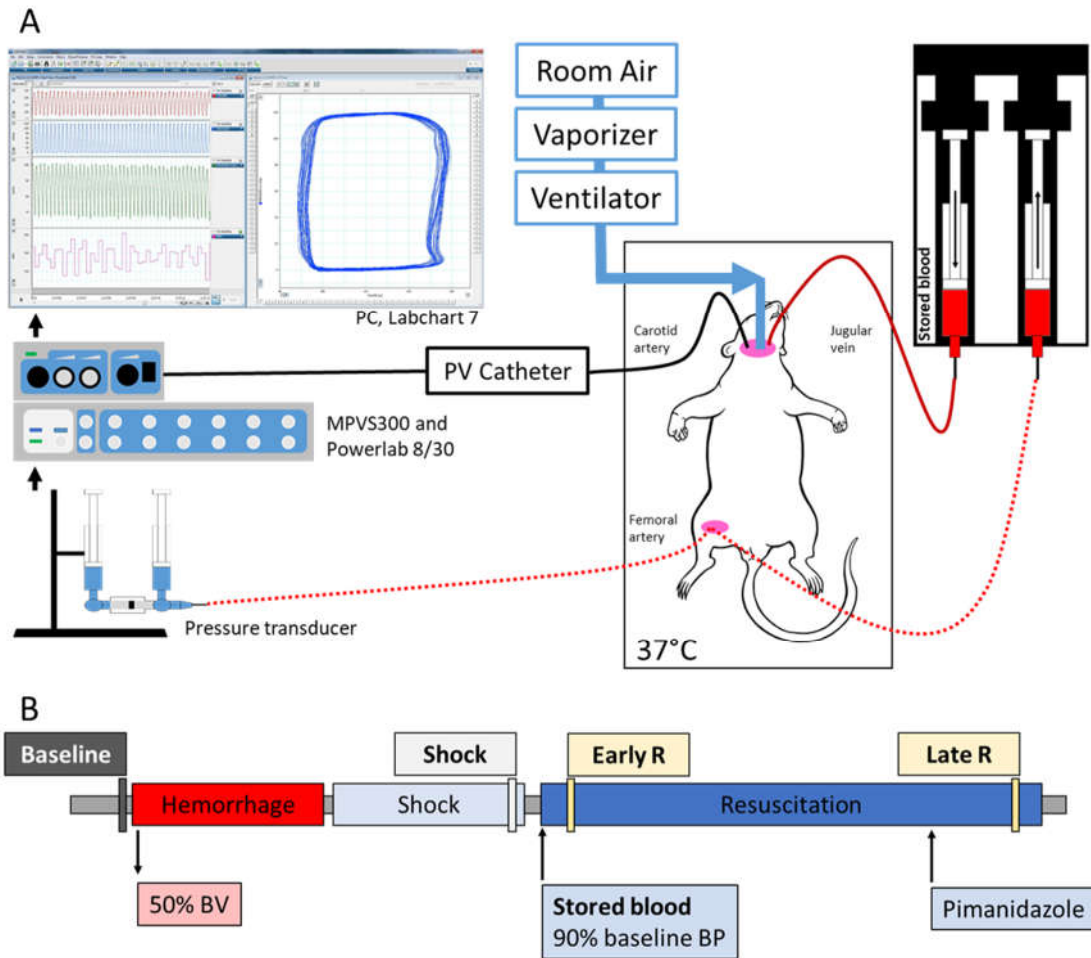 A
Room Air
Vaporizer
Ventilator
Stored blood
PC, Labchart 7
Carotid
artery
Jugular
vein
PV Catheter
MPVS300 and
Powerlab 8/30
Femoral
artery
Pressure transducer
37°C
B
Baseline
Shock
Early R
Late R
Hemorrhage
Shock
Resuscitation
50% BV
Stored blood
90% baseline BP
Pimanidazole